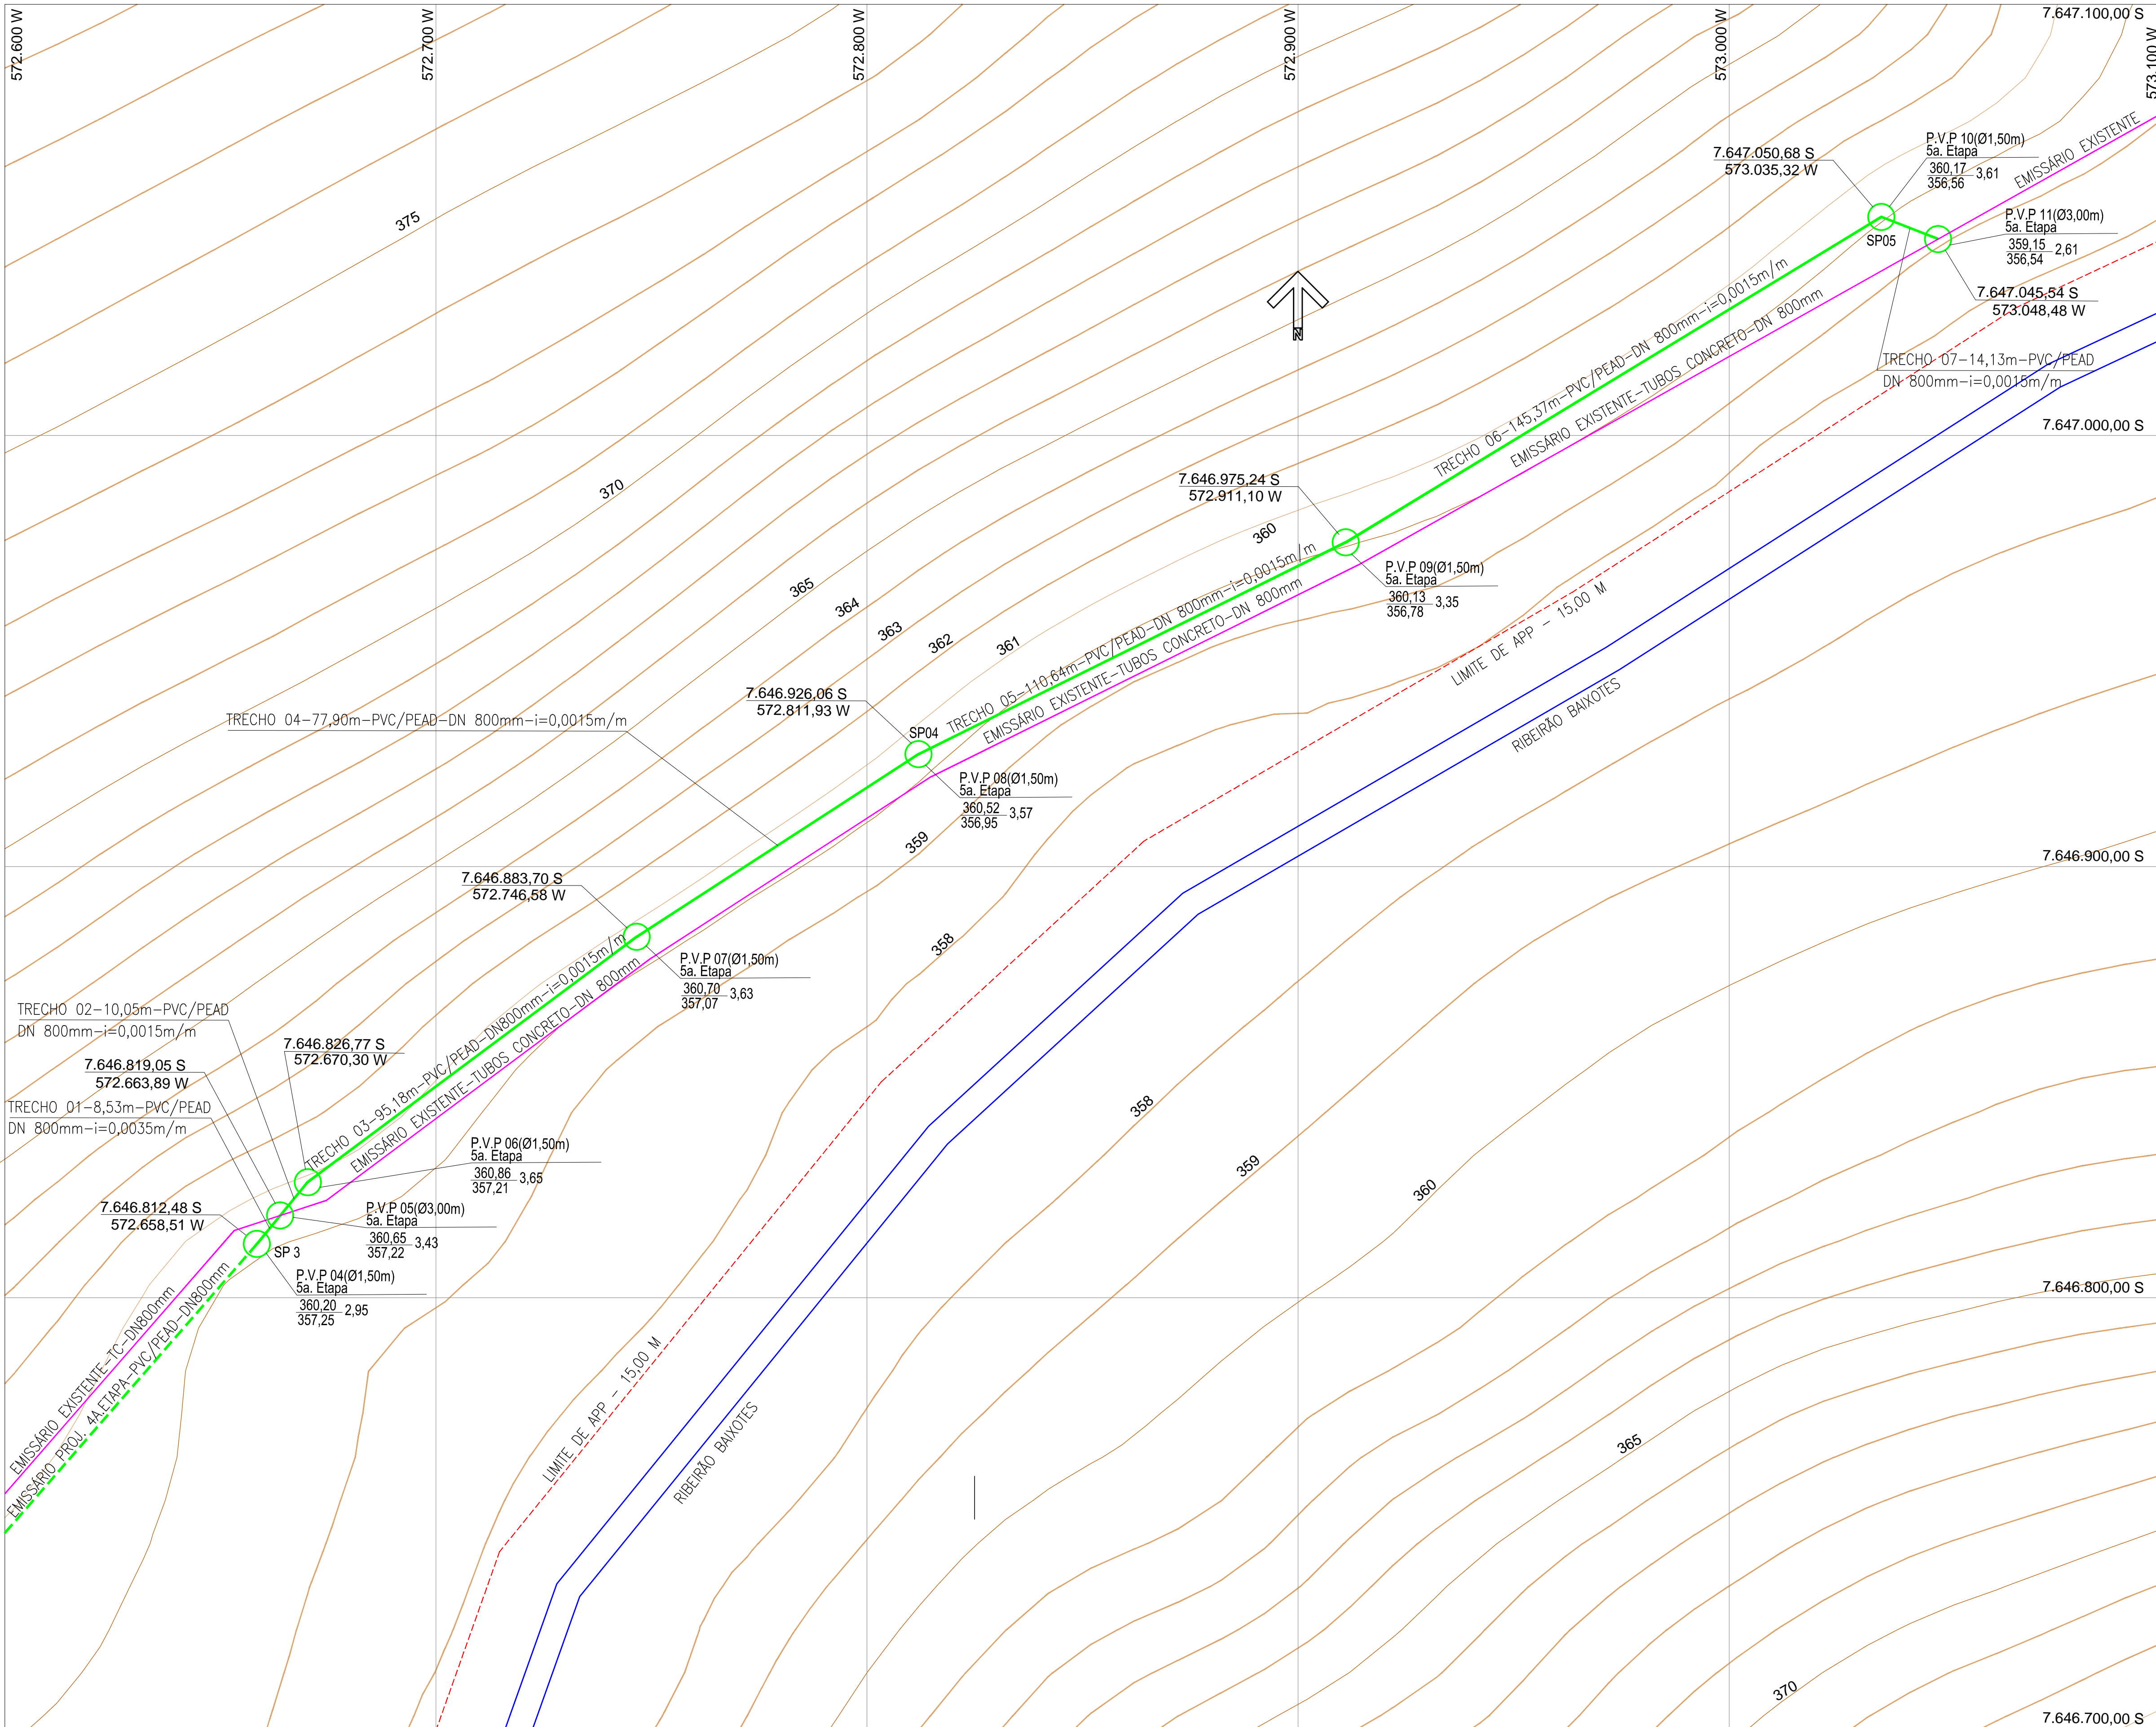 572.600 W
572.700 W
572.800 W
572.900 W
573.000 W
573.100 W
7.647.100,00 S
7.647.050,68 S
573.035,32 W
P.V.P 10(Ø1,50m)
5a. Etapa
360,17
356,56
3,61
EMISSÁRIO EXISTENTE
SP05
P.V.P 11(Ø3,00m)
5a. Etapa
359,15
356,54
2,61
7.647.045,54 S
573.048,48 W
TRECHO 07-14,13m-PVC/PEAD
DN 800mm-i=0,0015m/m
375
N
TRECHO 06-145,37m-PVC/PEAD-DN 800mm-i=0,0015m/m
EMISSÁRIO EXISTENTE-TUBOS CONCRETO-DN 800mm
7.647.000,00 S
370
7.646.975,24 S
572.911,10 W
360
P.V.P 09(Ø1,50m)
5a. Etapa
360,13
356,78
3,35
365
364
363
362
361
LIMITE DE APP - 15,00 M
RIBEIRÃO BAIXOTES
7.646.926,06 S
572.811,93 W
TRECHO 05-110,64m-PVC/PEAD-DN 800mm-i=0,0015m/m
EMISSÁRIO EXISTENTE-TUBOS CONCRETO-DN 800mm
TRECHO 04-77,90m-PVC/PEAD-DN 800mm-i=0,0015m/m
SP04
P.V.P 08(Ø1,50m)
5a. Etapa
360,52
356,95
3,57
359
7.646.900,00 S
7.646.883,70 S
572.746,58 W
358
P.V.P 07(Ø1,50m)
5a. Etapa
360,70
357,07
3,63
TRECHO 02-10,05m-PVC/PEAD
DN 800mm-i=0,0015m/m
7.646.826,77 S
572.670,30 W
7.646.819,05 S
572.663,89 W
TRECHO 01-8,53m-PVC/PEAD
DN 800mm-i=0,0035m/m
TRECHO 03-95,18m-PVC/PEAD-DN800mm-i=0,0015m/m
EMISSÁRIO EXISTENTE-TUBOS CONCRETO-DN 800mm
358
359
360
P.V.P 06(Ø1,50m)
5a. Etapa
360,86
357,21
3,65
7.646.812,48 S
572.658,51 W
P.V.P 05(Ø3,00m)
5a. Etapa
360,65
357,22
3,43
SP 3
P.V.P 04(Ø1,50m)
5a. Etapa
360,20
357,25
2,95
7.646.800,00 S
EMISSÁRIO EXISTENTE-TC-DN800mm
EMISSÁRIO PROJ. 4A.ETAPA-PVC/PEAD-DN800mm
LIMITE DE APP - 15,00 M
RIBEIRÃO BAIXOTES
365
370
7.646.700,00 S